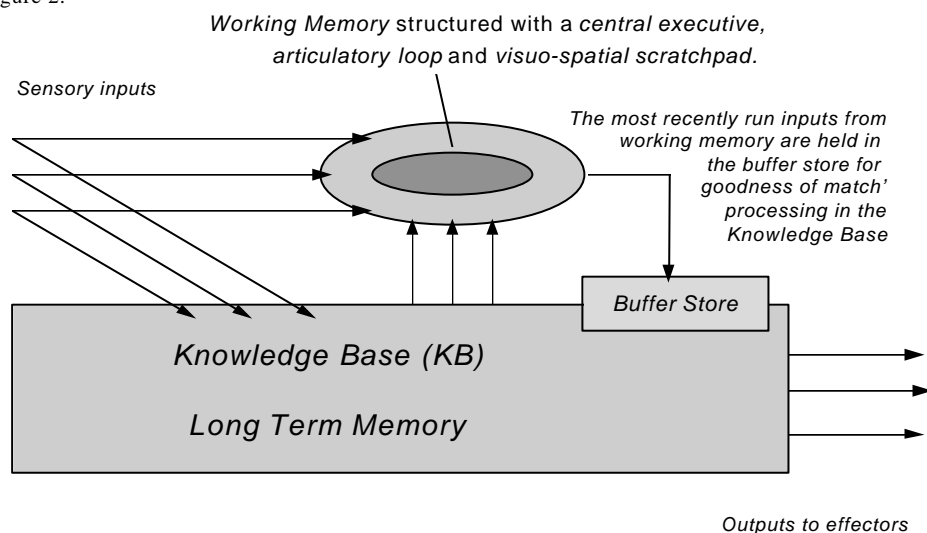 gure 2.
Working Memory structured with a central executive,
articulatory loop and visuo-spatial scratchpad.
Sensory inputs
The most recently run inputs from
working memory are held in
the buffer store for
goodness of match'
processing in the
Knowledge Base
Buffer Store
Knowledge Base (KB)
Long Term Memory
Outputs to effectors